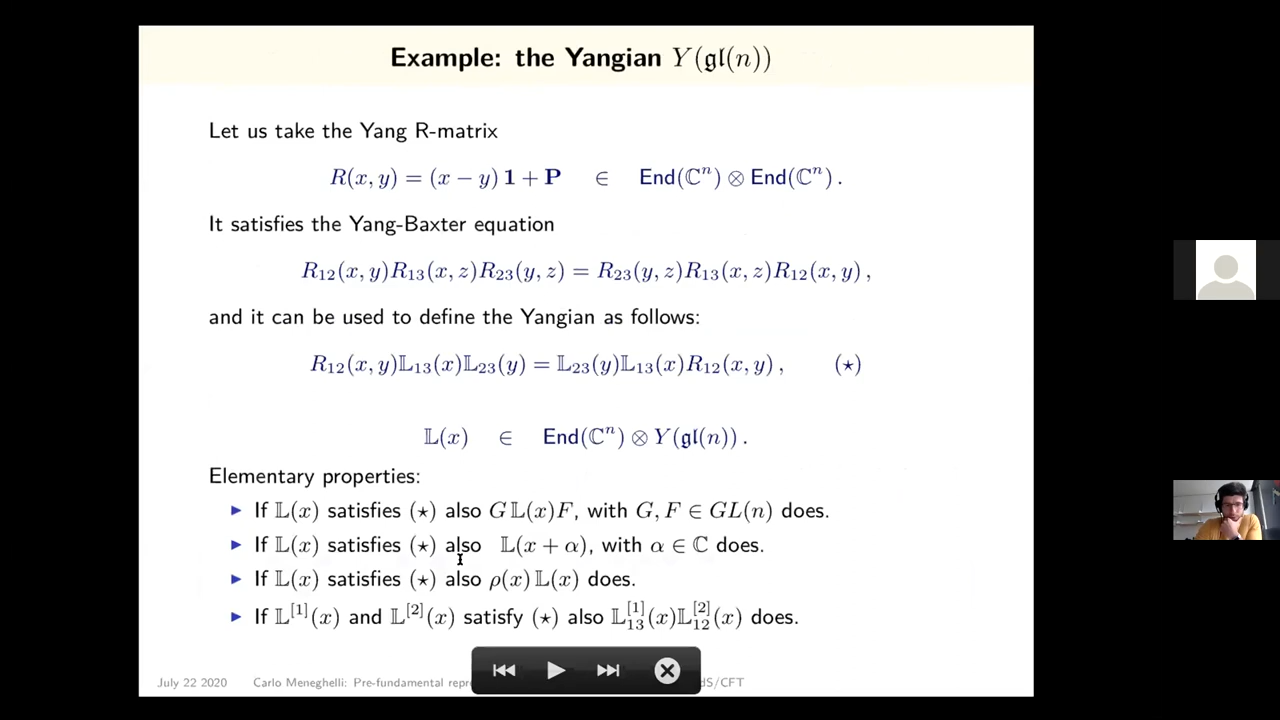 Example: the Yangian Y(𝔤𝔩(n))
Let us take the Yang R-matrix
R(x, y) = (x − y) 1 + P ∈ End(ℂⁿ) ⊗ End(ℂⁿ) .
It satisfies the Yang-Baxter equation
R₁₂(x, y)R₁₃(x, z)R₂₃(y, z) = R₂₃(y, z)R₁₃(x, z)R₁₂(x, y) ,
and it can be used to define the Yangian as follows:
R₁₂(x, y)𝕃₁₃(x)𝕃₂₃(y) = 𝕃₂₃(y)𝕃₁₃(x)R₁₂(x, y) , (⋆)
𝕃(x) ∈ End(ℂⁿ) ⊗ Y(𝔤𝔩(n)) .
Elementary properties:
▶ If 𝕃(x) satisfies (⋆) also G 𝕃(x)F, with G, F ∈ GL(n) does.
▶ If 𝕃(x) satisfies (⋆) also 𝕃(x + α), with α ∈ ℂ does.
▶ If 𝕃(x) satisfies (⋆) also ρ(x) 𝕃(x) does.
▶ If 𝕃^[1](x) and 𝕃^[2](x) satisfy (⋆) also 𝕃₁₃^[1](x)𝕃₁₂^[2](x) does.
July 22 2020 Carlo Meneghelli: Pre-fundamental dS/CFT